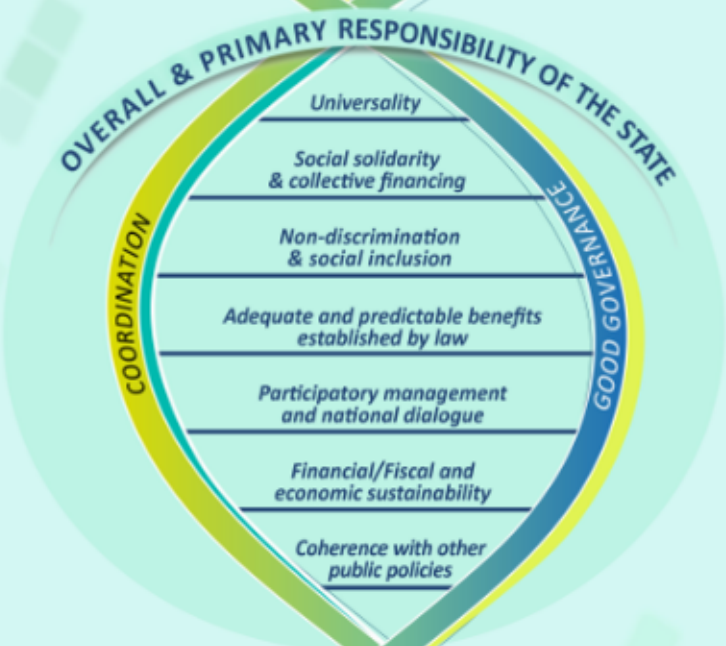 OVERALL & PRIMARY RESPONSIBILITY OF THE STATE
COORDINATION
GOOD GOVERNANCE
Universality
Social solidarity
& collective financing
Non-discrimination
& social inclusion
Adequate and predictable benefits
established by law
Participatory management
and national dialogue
Financial/Fiscal and
economic sustainability
Coherence with other
public policies